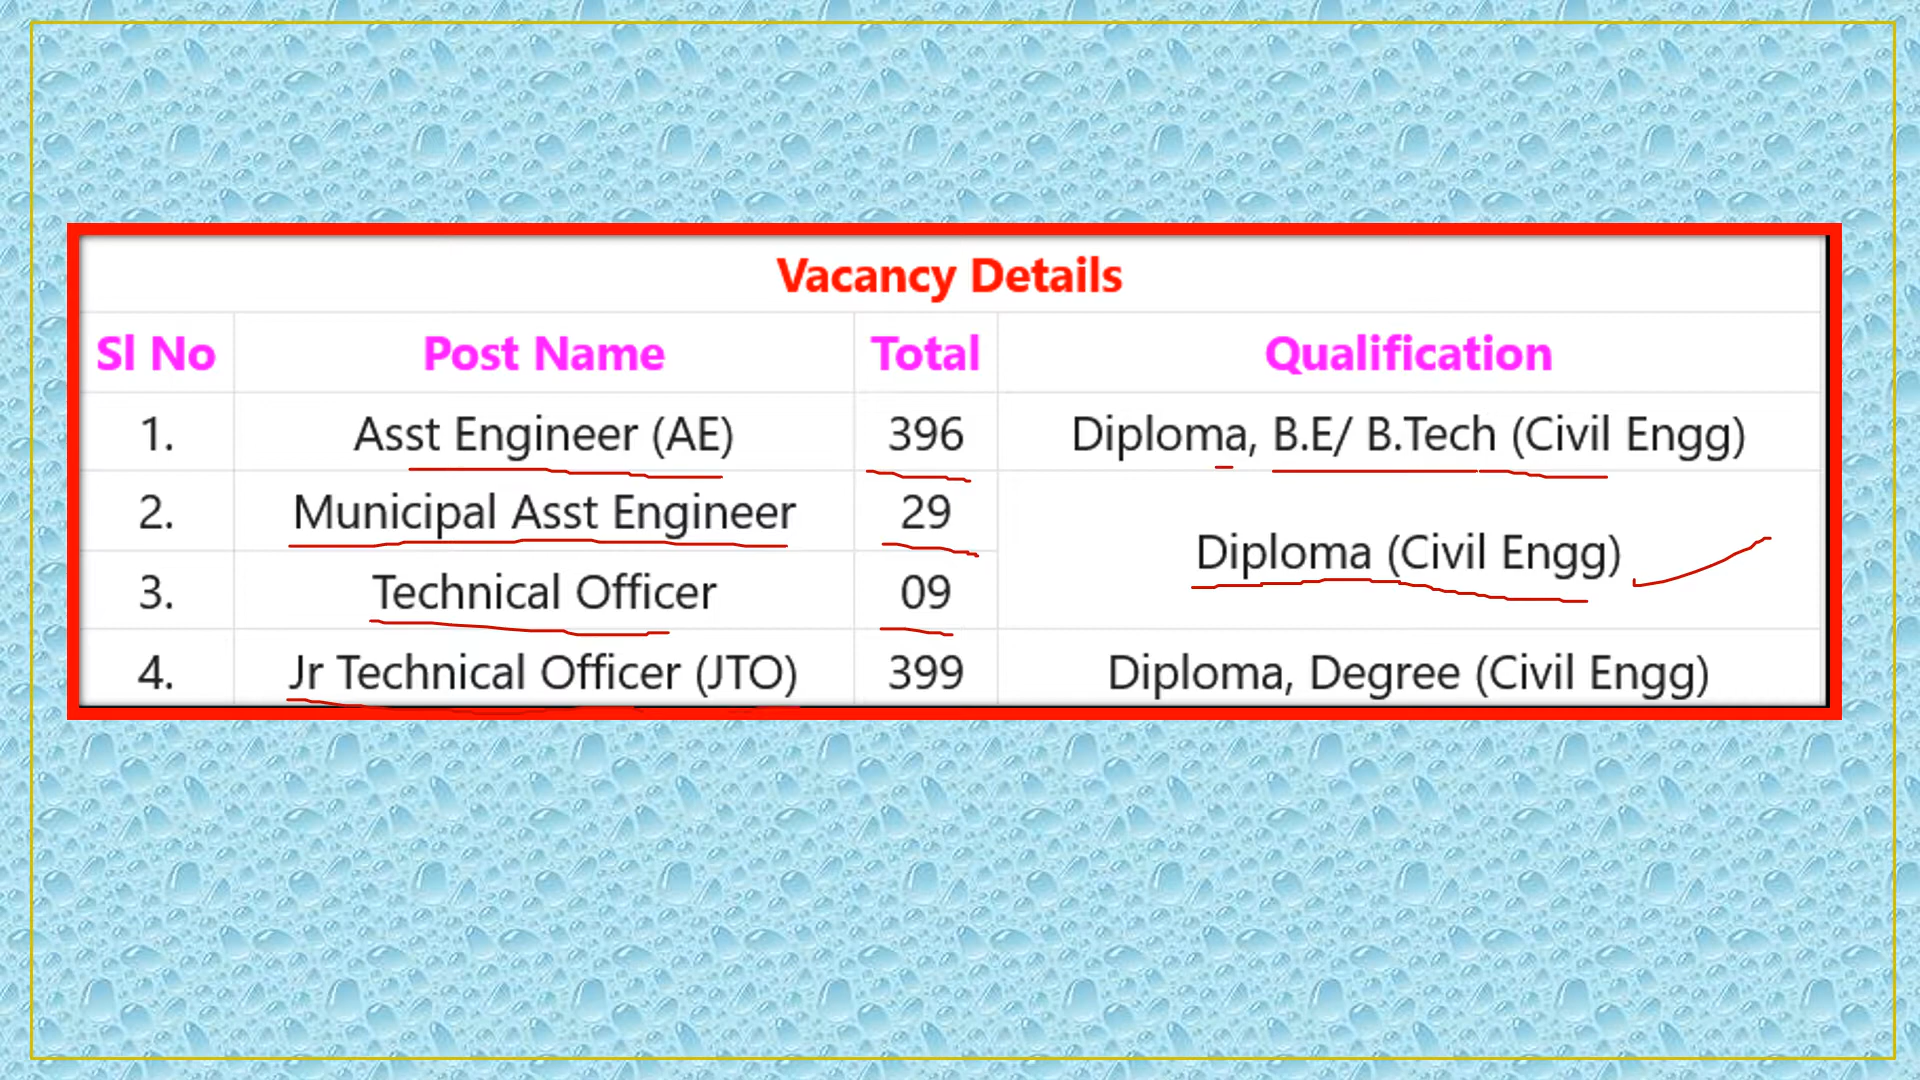 Vacancy Details
Sl No Post Name Total Qualification
1. Asst Engineer (AE) 396 Diploma, B.E/ B.Tech (Civil Engg)
2. Municipal Asst Engineer 29
Diploma (Civil Engg)
3. Technical Officer 09
4. Jr Technical Officer (JTO) 399 Diploma, Degree (Civil Engg)